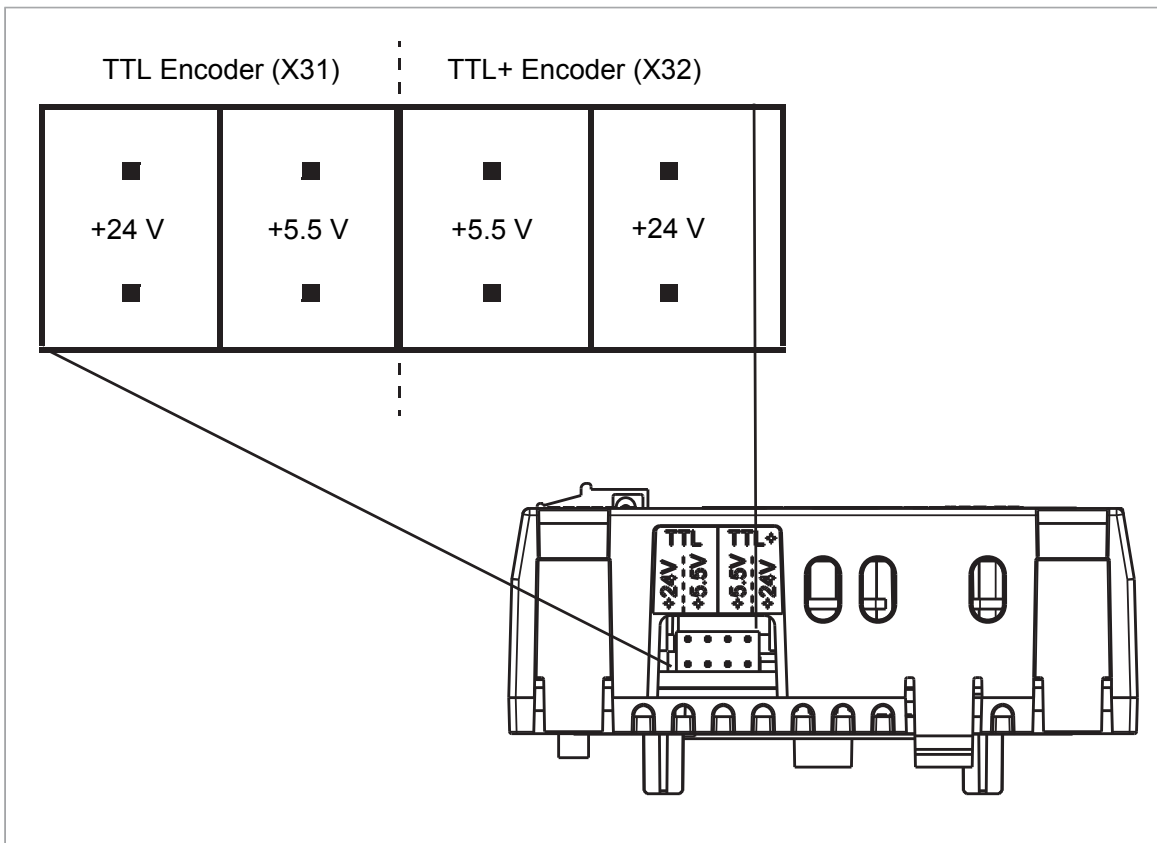 TTL Encoder (X31)
TTL+ Encoder (X32)
+24 V
+5.5 V
+5.5 V
+24 V
TTL
TTL+
+24V
+5.5V
+5.5V
+24V